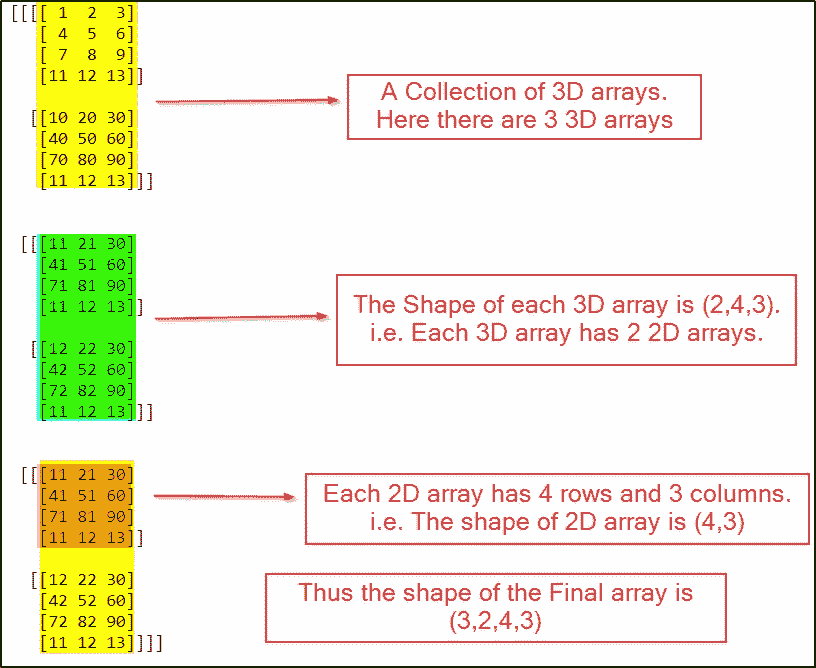 [[[[ 1 2 3]
[ 4 5 6]
[ 7 8 9]
[11 12 13]]
[[10 20 30]
[40 50 60]
[70 80 90]
[11 12 13]]]
A Collection of 3D arrays.
Here there are 3 3D arrays
[[[11 21 30]
[41 51 60]
[71 81 90]
[11 12 13]]
[[12 22 30]
[42 52 60]
[72 82 90]
[11 12 13]]]
The Shape of each 3D array is (2,4,3).
i.e. Each 3D array has 2 2D arrays.
[[[11 21 30]
[41 51 60]
[71 81 90]
[11 12 13]]
[[12 22 30]
[42 52 60]
[72 82 90]
[11 12 13]]]]
Each 2D array has 4 rows and 3 columns.
i.e. The shape of 2D array is (4,3)
Thus the shape of the Final array is
(3,2,4,3)